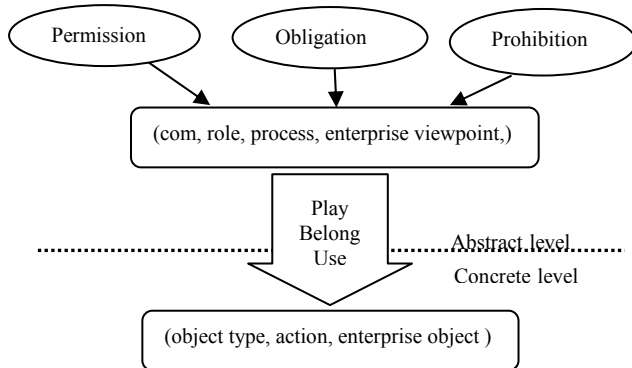 Permission
Obligation
Prohibition
(com, role, process, enterprise viewpoint,)
Play
Belong
Use
Abstract level
Concrete level
(object type, action, enterprise object )